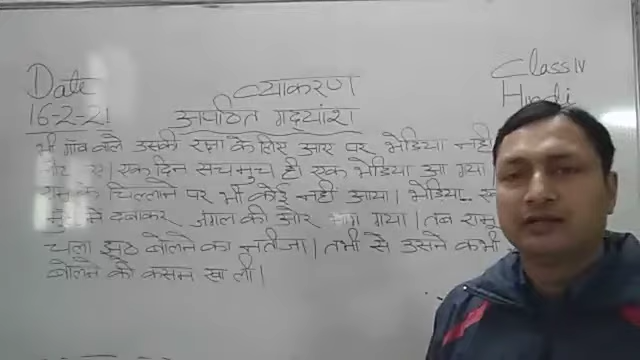 Date
व्याकरण
Class IV
16-2-21
अपठित गद्यांश
Hindi
भी गाँव वाले उसकी रक्षा के लिए आए पर भेड़िया नहीं
एक दिन सचमुच ही एक भेड़िया आ गया
के चिल्लाने पर भी कोई नहीं आया। भेड़िया
दबाकर जंगल की ओर भाग गया। तब रामू
चला झूठ बोलने का नतीजा। तभी से उसने कभी
बोलने की कसम खा ली।